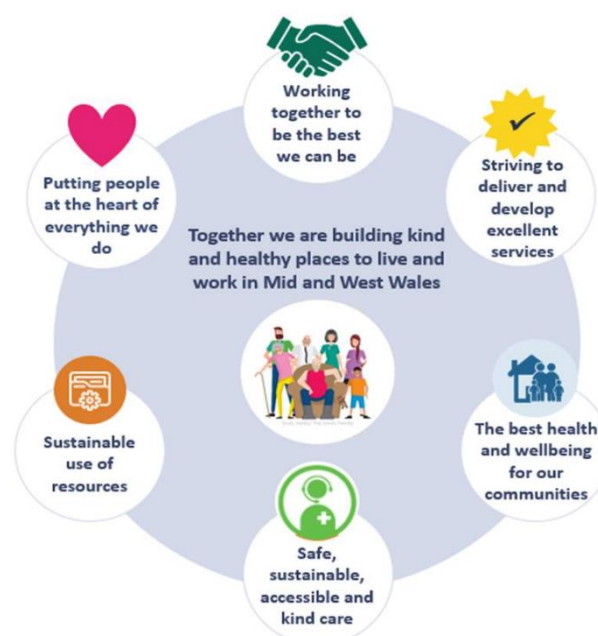 Working
together to
be the best
we can be
Striving to
deliver and
develop
excellent
services
Putting people
at the heart of
everything we
do
Together we are building kind
and healthy places to live and
work in Mid and West Wales
The best health
and wellbeing
for our
communities
Sustainable
use of
resources
Safe,
sustainable,
accessible and
kind care